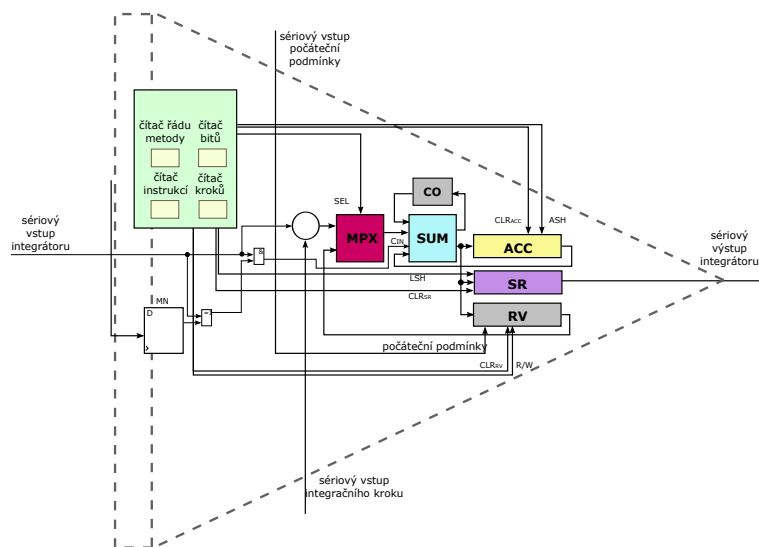 sériový vstup
počáteční
podmínky
čítač řádu
metody
čítač
bitů
čítač
instrukcí
čítač
kroků
SEL
CO
CLRACC
ASH
sériový
vstup
integrátoru
&
MPX
CIN
SUM
ACC
sériový
výstup
integrátoru
LSH
SR
CLRSR
MN
D
RV
počáteční podmínky
CLRRV
R/W
sériový vstup
integračního kroku